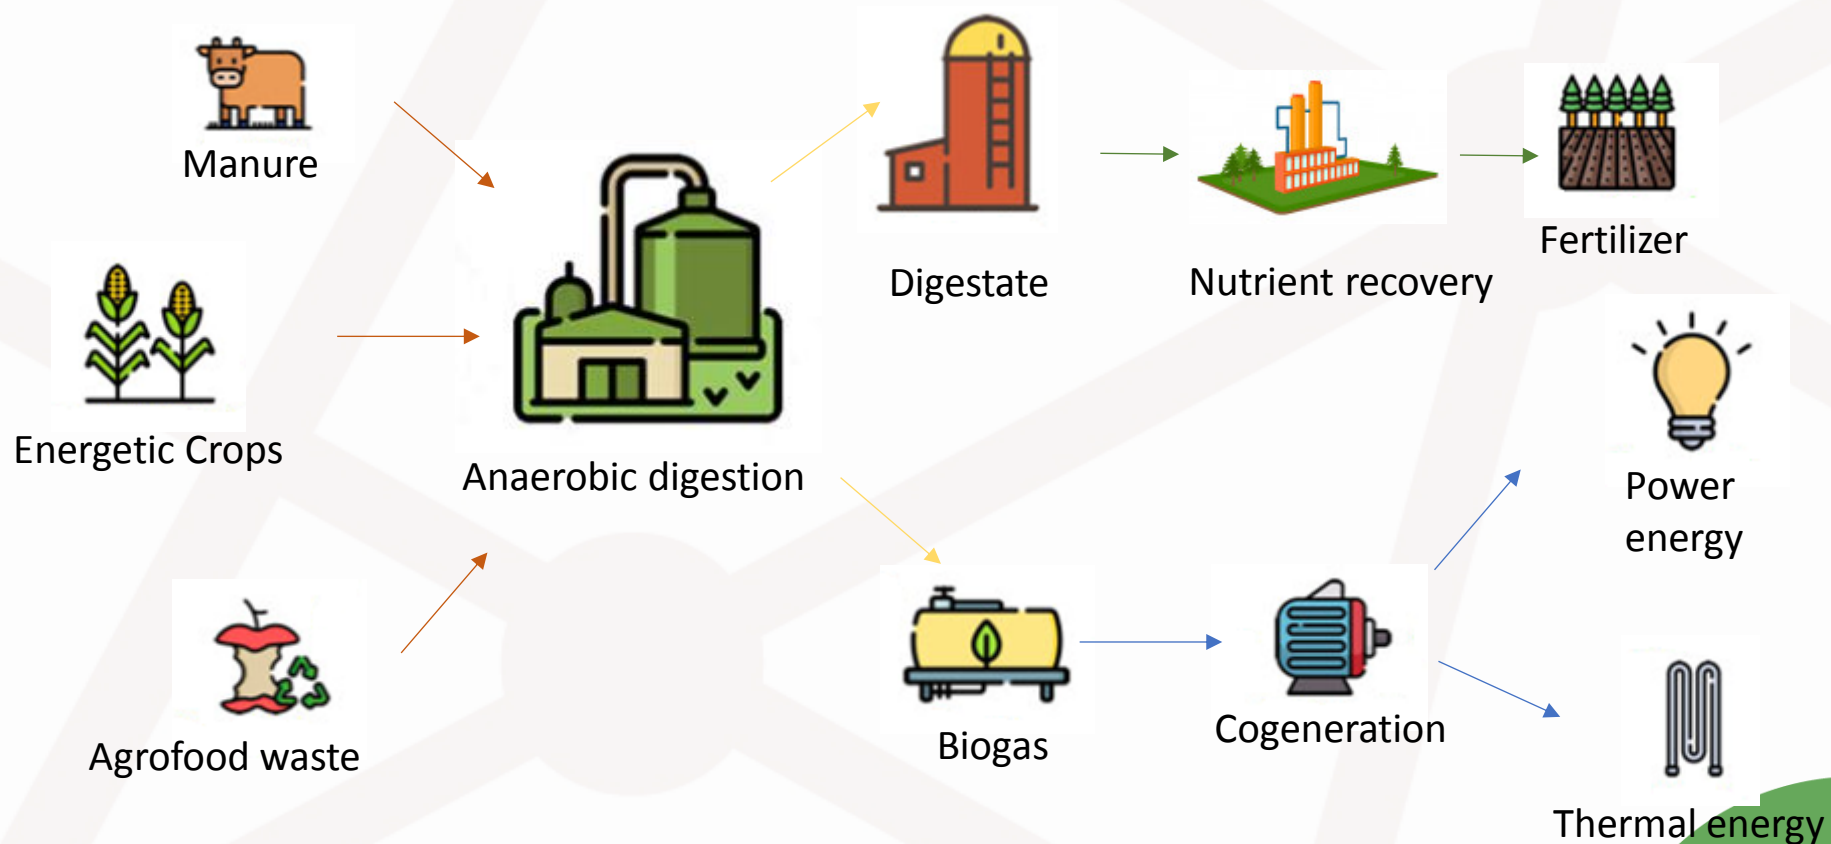 Manure
Energetic Crops
Agrofood waste
Anaerobic digestion
Digestate
Nutrient recovery
Fertilizer
Biogas
Cogeneration
Power
energy
Thermal energy